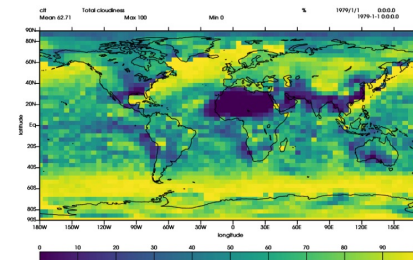 clt Total cloudiness % 1979/1/1 0:0:0.0
Mean 62.71 Max 100 Min 0 1979-1-1 0:0:0.0
90N
80N
60N
40N
20N
Eq
20S
40S
60S
80S
90S
latitude
180W 150W 120W 90W 60W 30W 0 30E 60E 90E 120E 150E
longitude
0 10 20 30 40 50 60 70 80 90